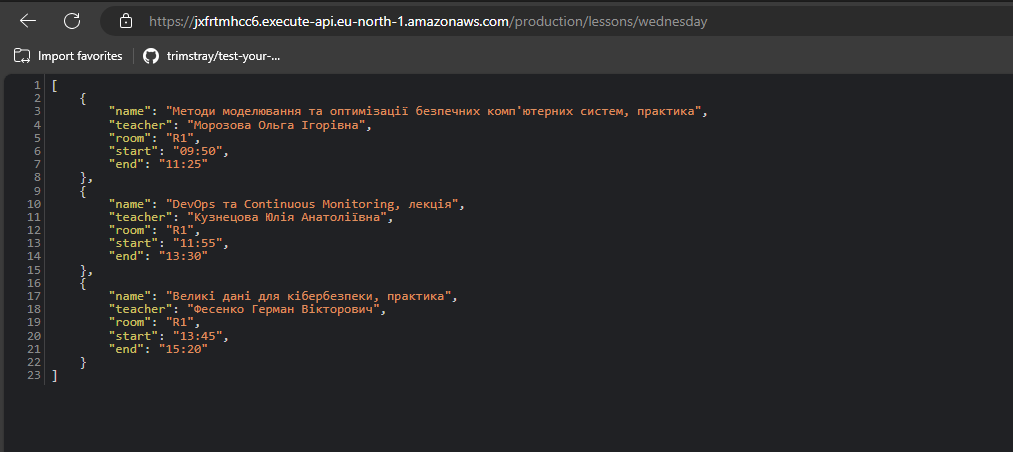 https://jxfrtmhcc6.execute-api.eu-north-1.amazonaws.com/production/lessons/wednesday
Import favorites
trimstray/test-your-...
1 [
2 {
3 "name": "Методи моделювання та оптимізації безпечних комп'ютерних систем, практика",
4 "teacher": "Морозова Ольга Ігорівна",
5 "room": "R1",
6 "start": "09:50",
7 "end": "11:25"
8 },
9 {
10 "name": "DevOps та Continuous Monitoring, лекція",
11 "teacher": "Кузнецова Юлія Анатоліївна",
12 "room": "R1",
13 "start": "11:55",
14 "end": "13:30"
15 },
16 {
17 "name": "Великі дані для кібербезпеки, практика",
18 "teacher": "Фесенко Герман Вікторович",
19 "room": "R1",
20 "start": "13:45",
21 "end": "15:20"
22 }
23 ]